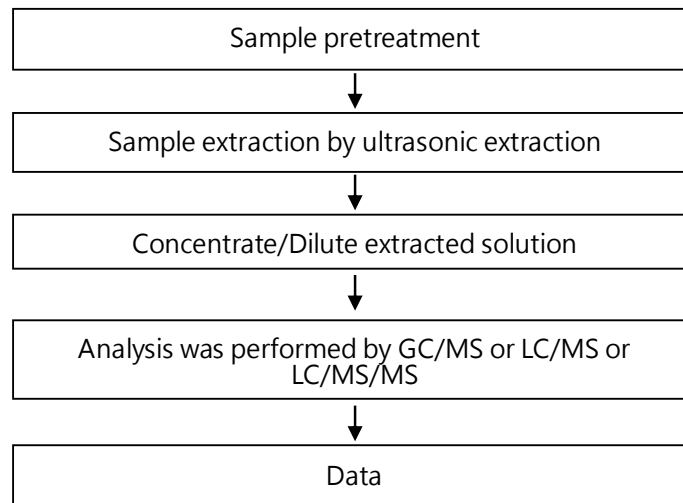 Sample pretreatment
Sample extraction by ultrasonic extraction
Concentrate/Dilute extracted solution
Analysis was performed by GC/MS or LC/MS or
LC/MS/MS
Data